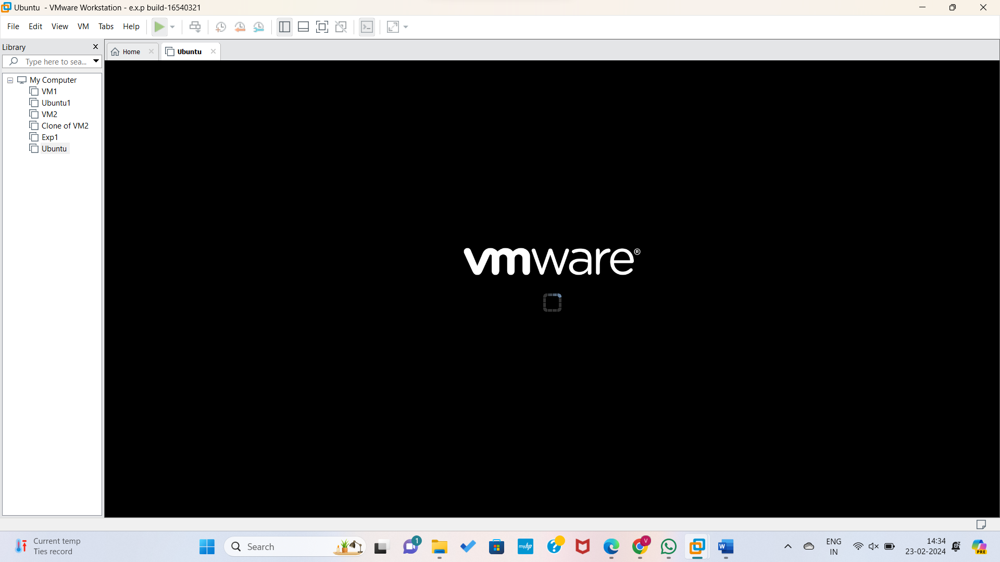 Ubuntu - VMware Workstation - e.x.p build-16540321
File Edit View VM Tabs Help
Library
Type here to sea...
My Computer
VM1
Ubuntu1
VM2
Clone of VM2
Exp1
Ubuntu
Home
Ubuntu
vmware®
Current temp
Ties record
Search
1
myhp
V
W
ENG
IN
14:34
23-02-2024
PRE